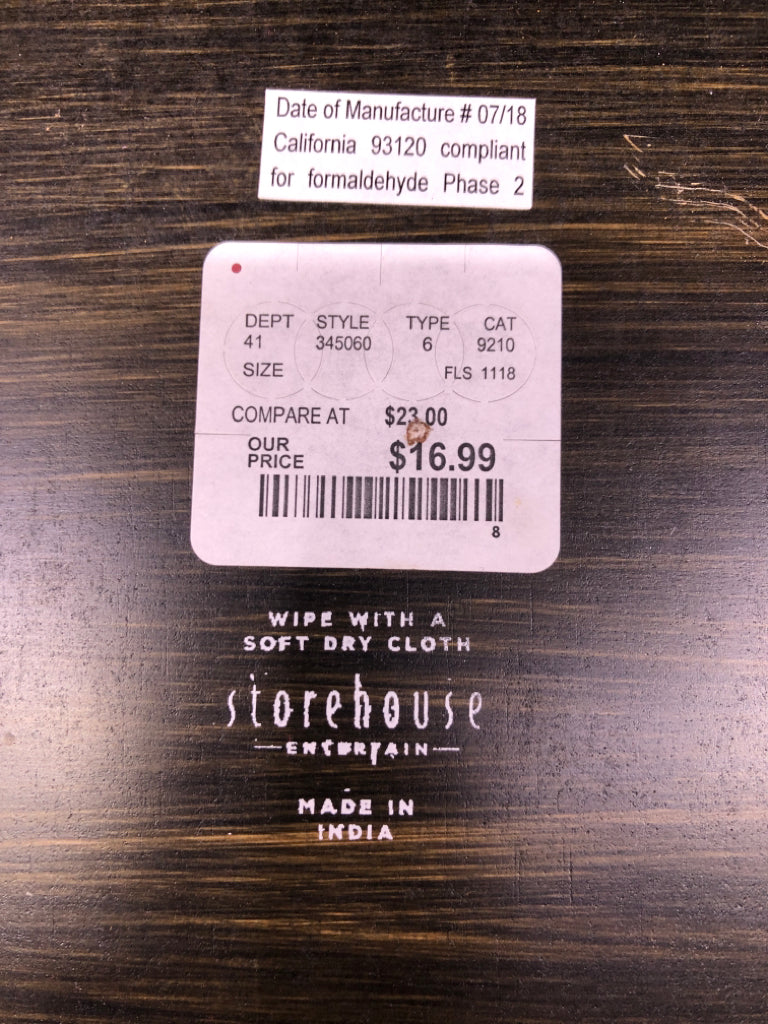 Date of Manufacture # 07/18
California 93120 compliant
for formaldehyde Phase 2
DEPT STYLE TYPE CAT
41 345060 6 9210
SIZE FLS 1118
COMPARE AT $23.00
OUR
PRICE $16.99
8
WIPE WITH A
SOFT DRY CLOTH
storehouse
—ENTERTAIN—
MADE IN
INDIA